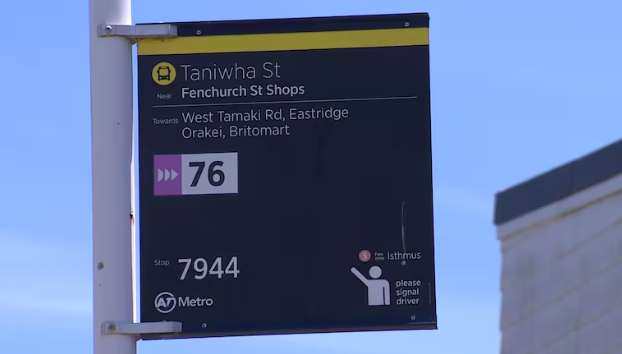 Taniwha St
Near Fenchurch St Shops
Towards West Tamaki Rd, Eastridge
Orakei, Britomart
76
Stop 7944
Isthmus
please
signal
driver
AT Metro